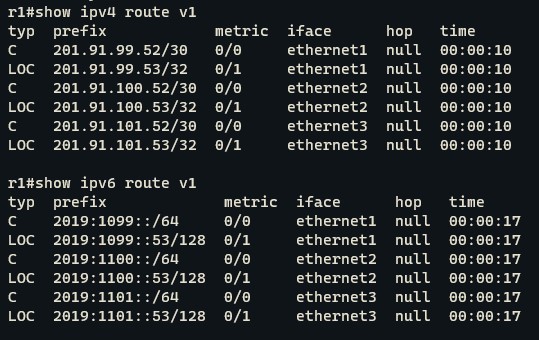 r1#show ipv4 route v1
typ prefix metric iface hop time
C 201.91.99.52/30 0/0 ethernet1 null 00:00:10
LOC 201.91.99.53/32 0/1 ethernet1 null 00:00:10
C 201.91.100.52/30 0/0 ethernet2 null 00:00:10
LOC 201.91.100.53/32 0/1 ethernet2 null 00:00:10
C 201.91.101.52/30 0/0 ethernet3 null 00:00:10
LOC 201.91.101.53/32 0/1 ethernet3 null 00:00:10
r1#show ipv6 route v1
typ prefix metric iface hop time
C 2019:1099::/64 0/0 ethernet1 null 00:00:17
LOC 2019:1099::53/128 0/1 ethernet1 null 00:00:17
C 2019:1100::/64 0/0 ethernet2 null 00:00:17
LOC 2019:1100::53/128 0/1 ethernet2 null 00:00:17
C 2019:1101::/64 0/0 ethernet3 null 00:00:17
LOC 2019:1101::53/128 0/1 ethernet3 null 00:00:17